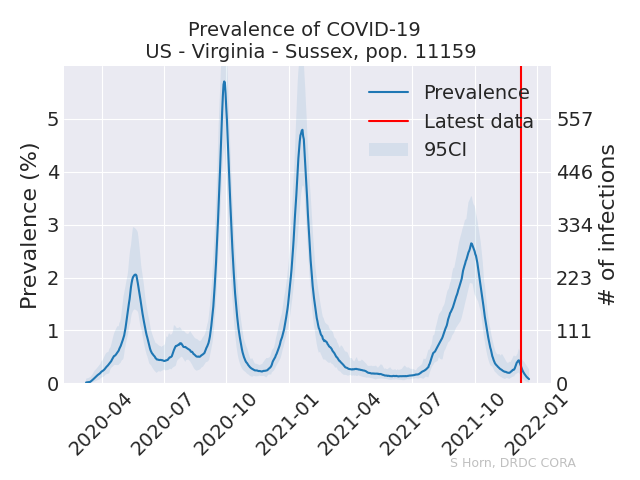 Prevalence of COVID-19
US - Virginia - Sussex, pop. 11159
Prevalence (%)
5
4
3
2
1
0
Prevalence
Latest data
95CI
557
446
334
223
111
0
# of infections
2020-04
2020-07
2020-10
2021-01
2021-04
2021-07
2021-10
2022-01
S Horn, DRDC CORA